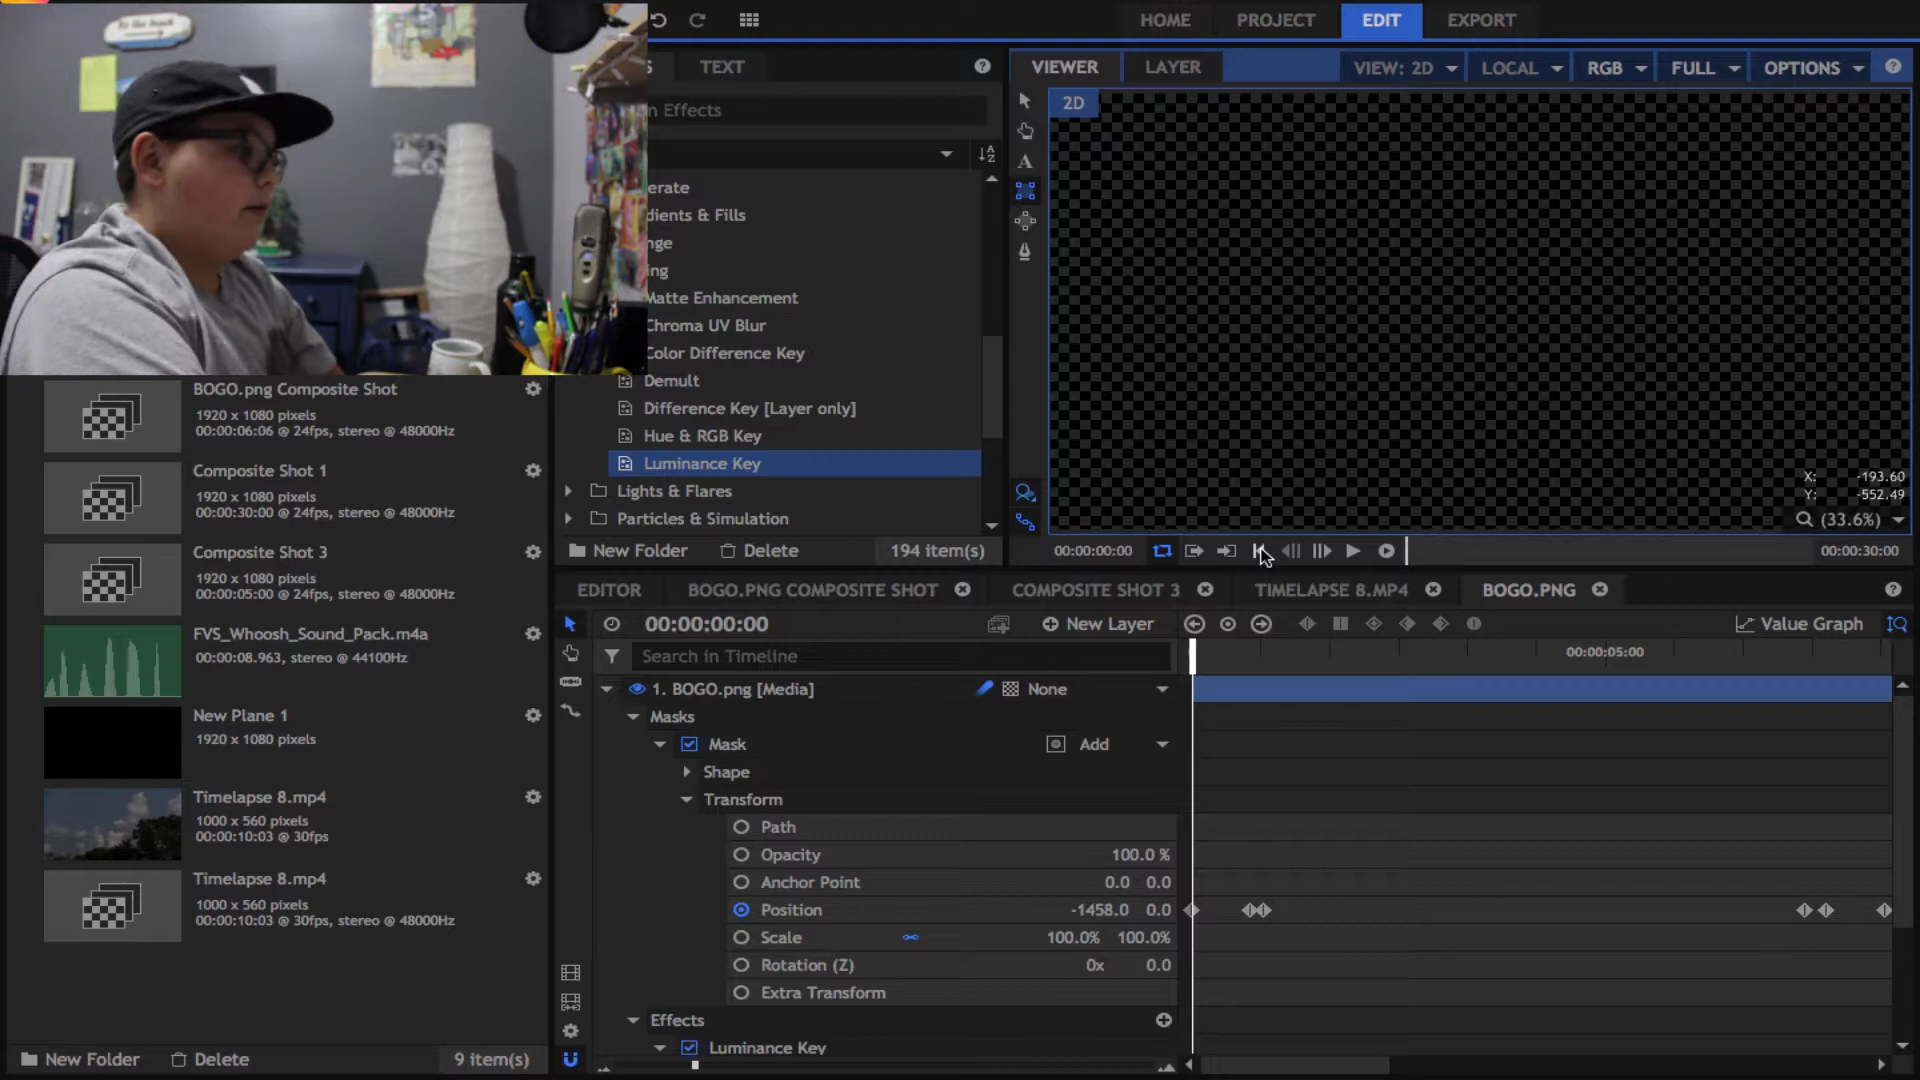 HOME
PROJECT
EDIT
EXPORT
S
TEXT
n Effects
erate
dients & Fills
nge
ing
Matte Enhancement
Chroma UV Blur
Color Difference Key
Demult
Difference Key [Layer only]
Hue & RGB Key
Luminance Key
Lights & Flares
Particles & Simulation
New Folder
Delete
194 item(s)
VIEWER
LAYER
VIEW: 2D
LOCAL
RGB
FULL
OPTIONS
2D
X: -193.60
Y: -552.49
(33.6%)
00:00:00:00
00:00:30:00
BOGO.png Composite Shot
1920 x 1080 pixels
00:00:06:06 @ 24fps, stereo @ 48000Hz
Composite Shot 1
1920 x 1080 pixels
00:00:30:00 @ 24fps, stereo @ 48000Hz
Composite Shot 3
1920 x 1080 pixels
00:00:05:00 @ 24fps, stereo @ 48000Hz
FVS_Whoosh_Sound_Pack.m4a
00:00:08.963, stereo @ 44100Hz
New Plane 1
1920 x 1080 pixels
Timelapse 8.mp4
1000 x 560 pixels
00:00:10:03 @ 30fps
Timelapse 8.mp4
1000 x 560 pixels
00:00:10:03 @ 30fps, stereo @ 48000Hz
New Folder
Delete
9 item(s)
EDITOR
BOGO.PNG COMPOSITE SHOT
COMPOSITE SHOT 3
TIMELAPSE 8.MP4
BOGO.PNG
00:00:00:00
New Layer
Value Graph
Search in Timeline
00:00:05:00
1. BOGO.png [Media]
None
Masks
Mask
Add
Shape
Transform
Path
Opacity 100.0 %
Anchor Point 0.0 0.0
Position -1458.0 0.0
Scale 100.0% 100.0%
Rotation (Z) 0x 0.0
Extra Transform
Effects
Luminance Key